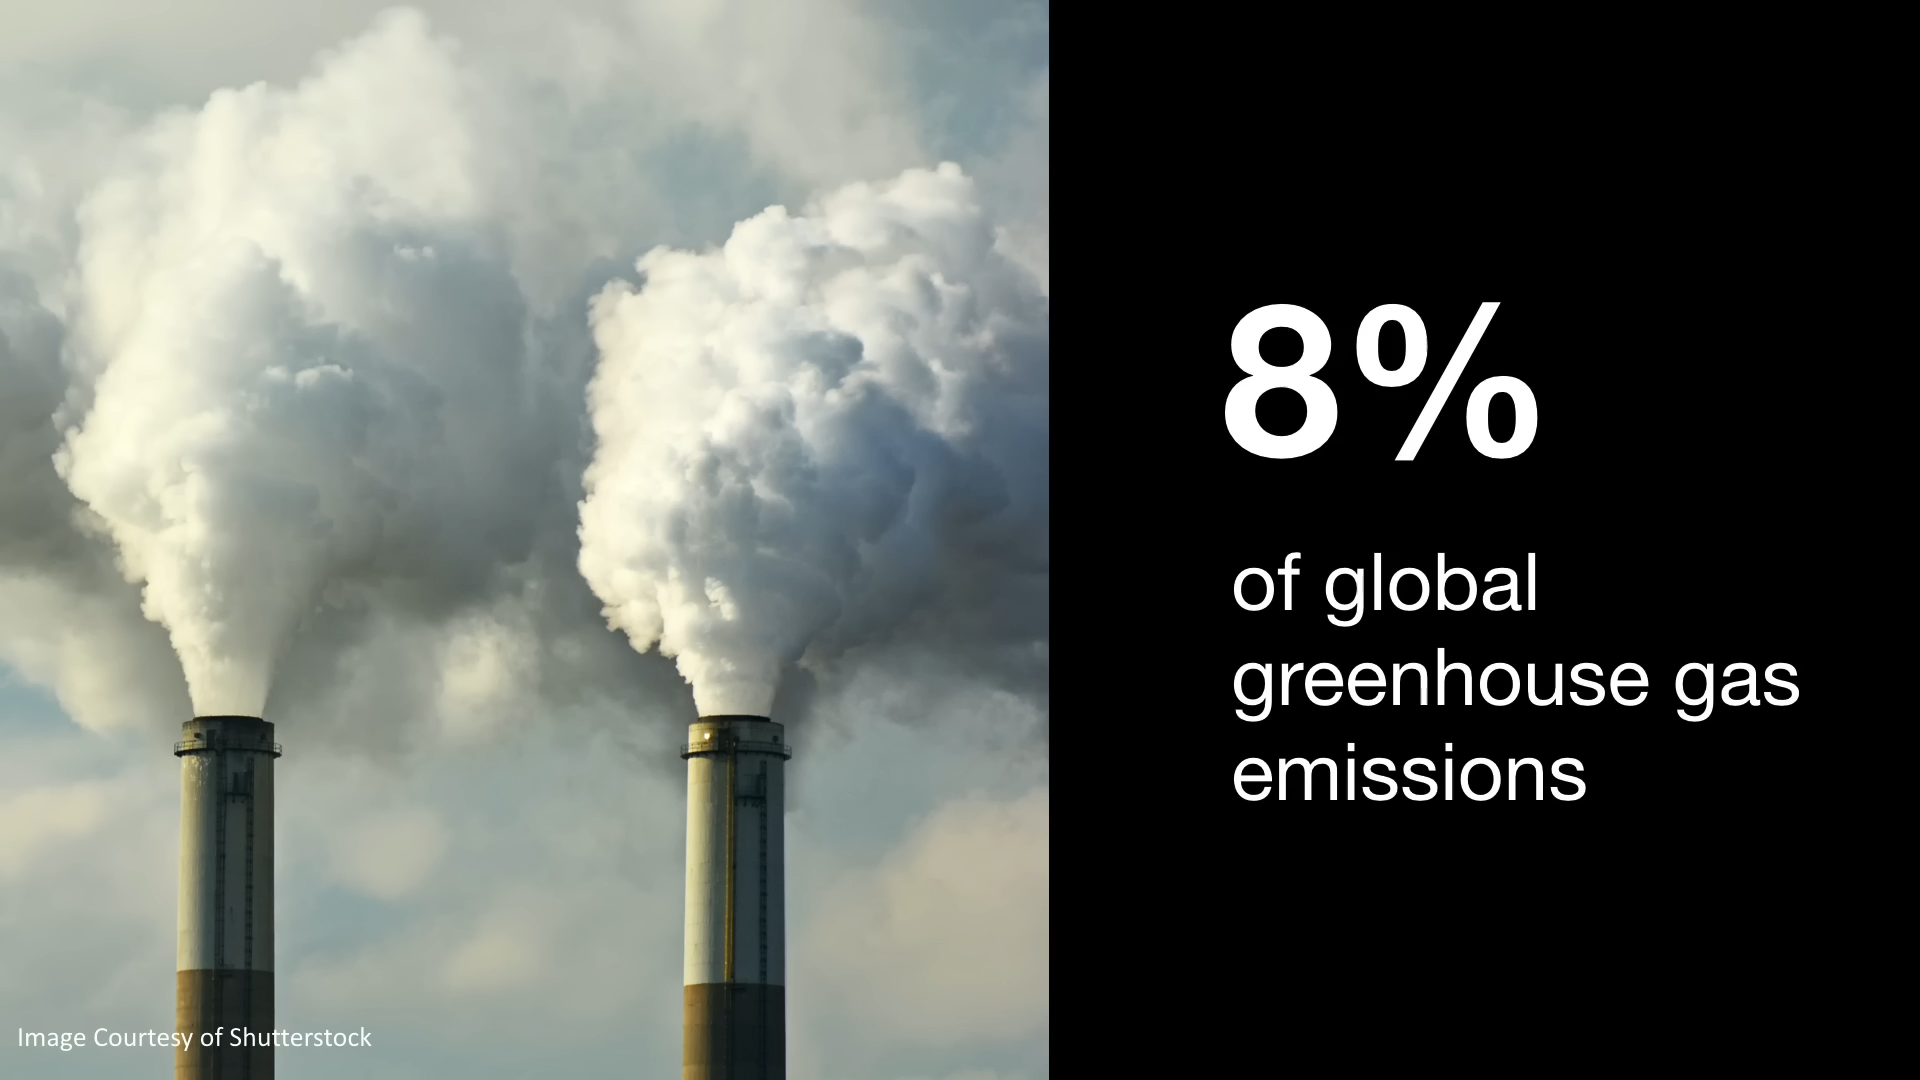 8%
of global
greenhouse gas
emissions
Image Courtesy of Shutterstock